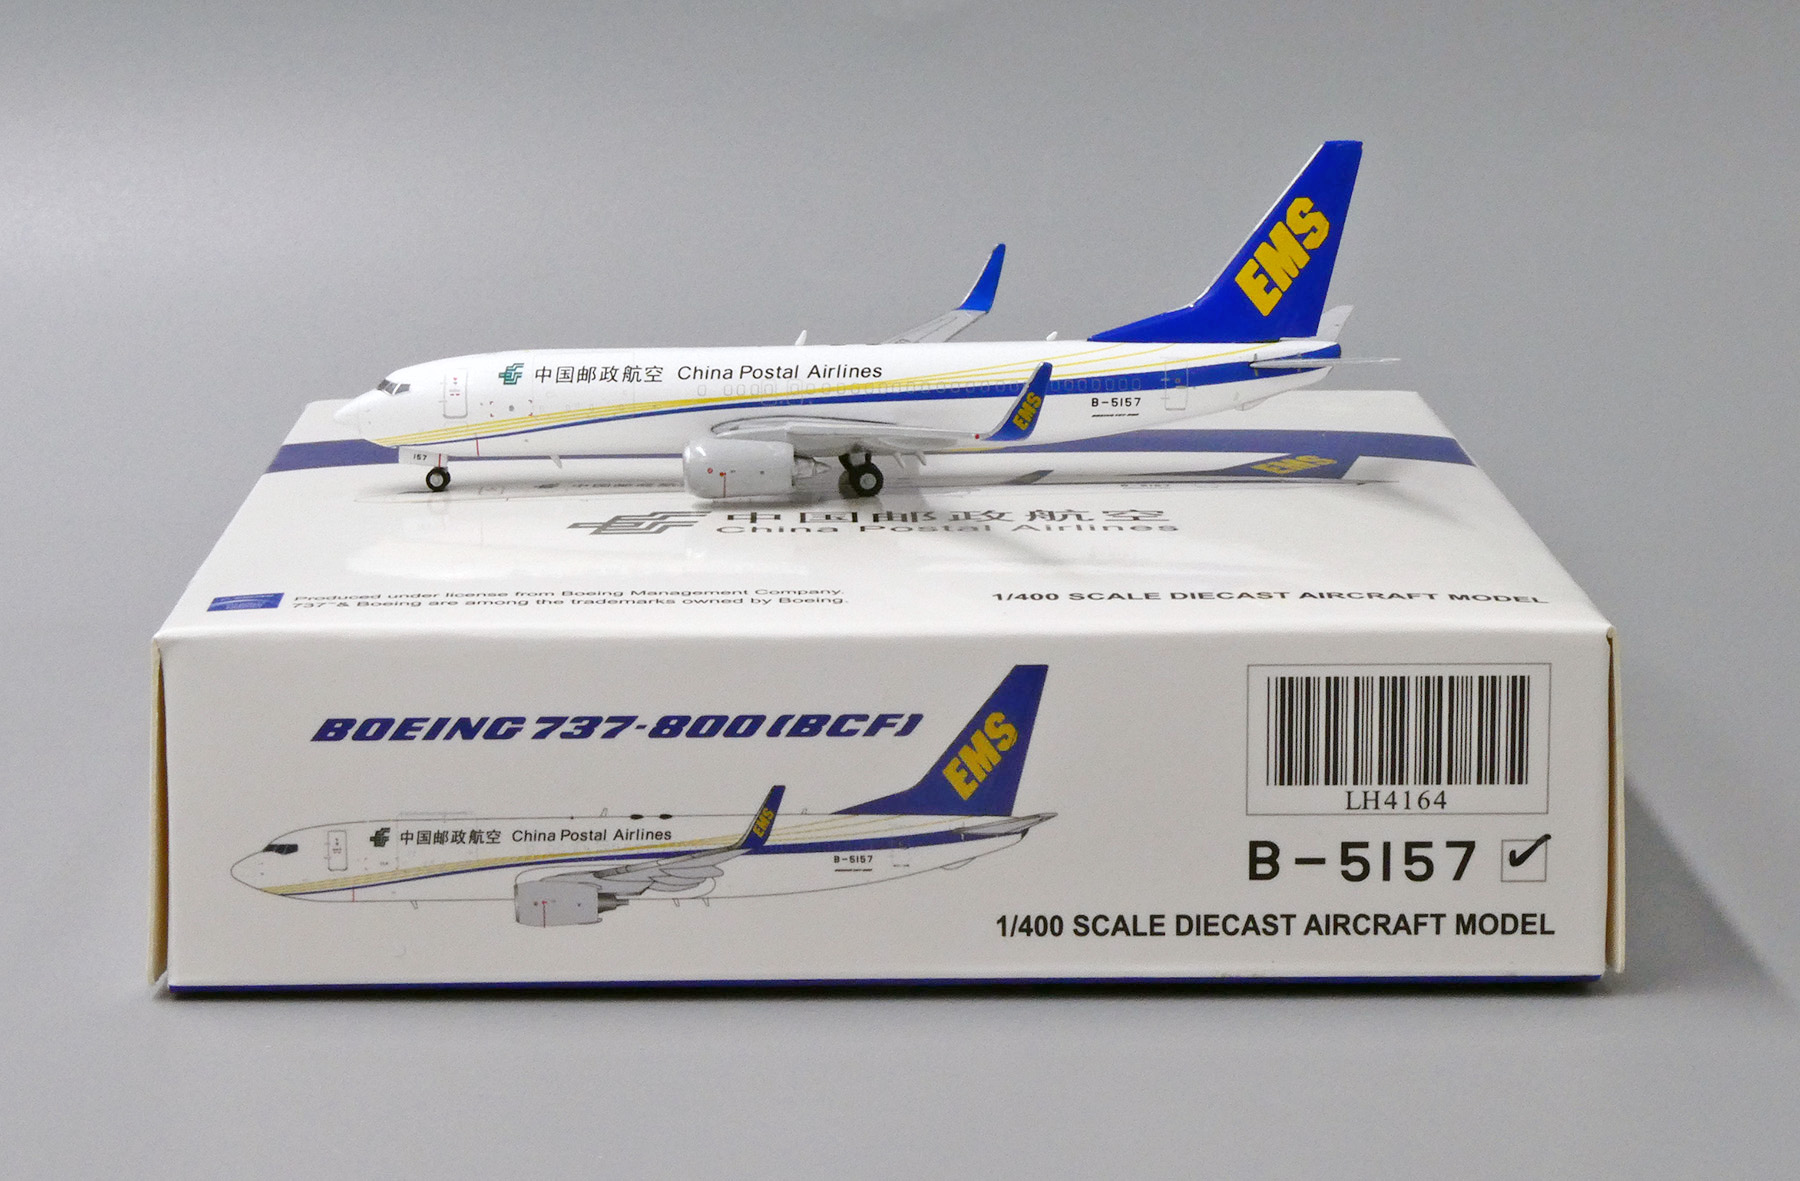 EMS
中国邮政航空 China Postal Airlines
B-5157
EMS
157
EMS
中国邮政航空
China Postal Airlines
Produced under license from Boeing Management Company.
737™ & Boeing are among the trademarks owned by Boeing.
1/400 SCALE DIECAST AIRCRAFT MODEL
BOEING 737-800(BCF)
EMS
LH4164
中国邮政航空 China Postal Airlines
EMS
B-5157
B-5157
1/400 SCALE DIECAST AIRCRAFT MODEL